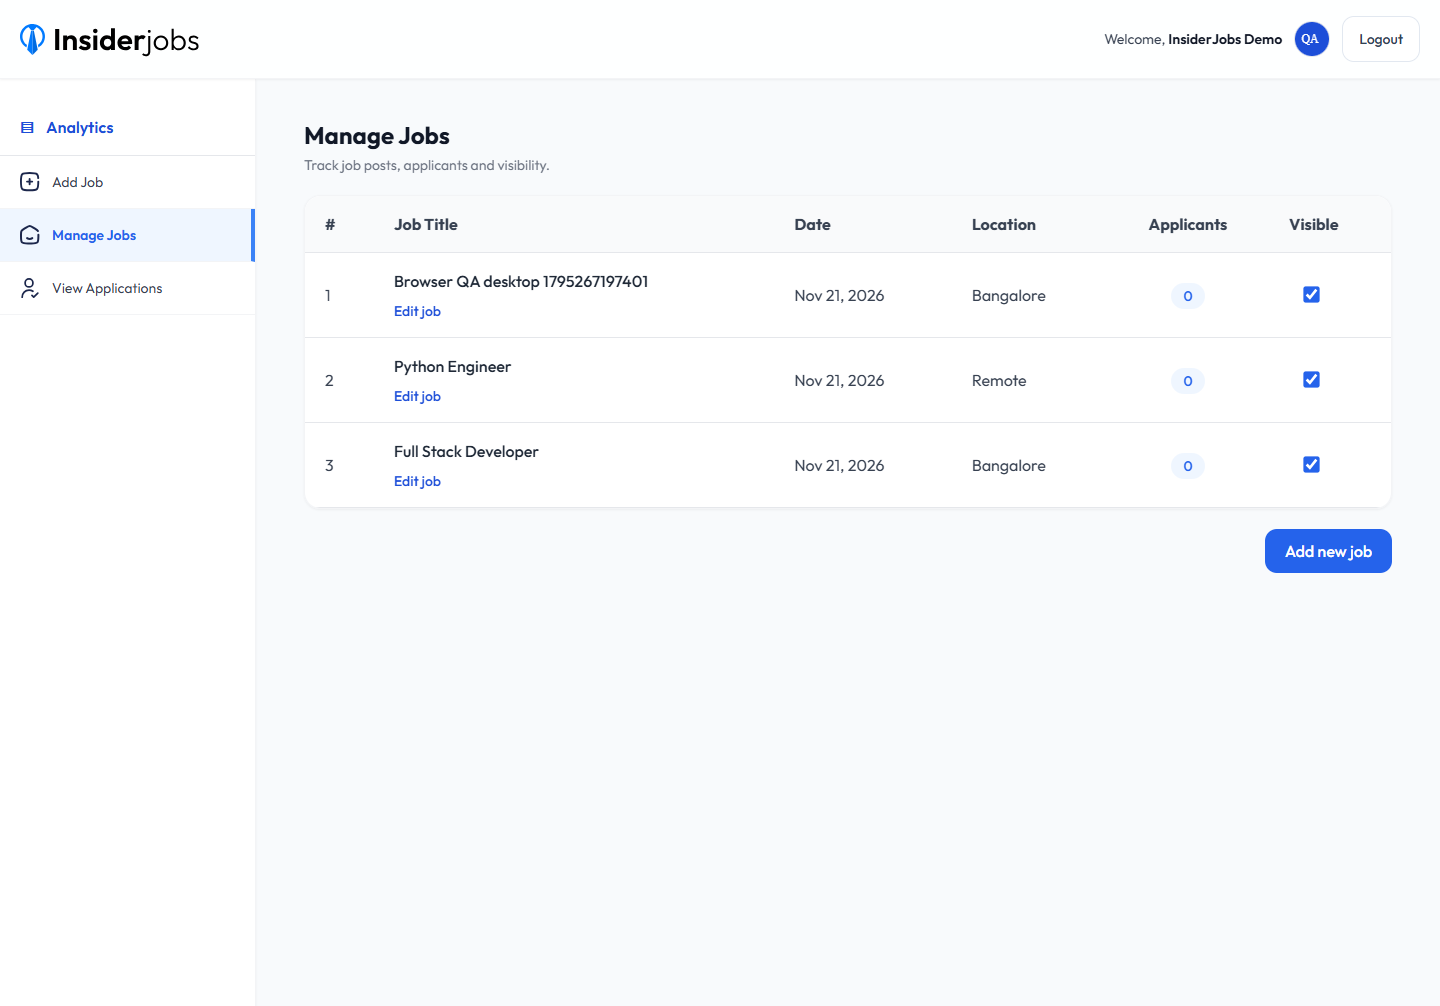 Insiderjobs
Welcome, InsiderJobs Demo
QA
Logout
Analytics
Add Job
Manage Jobs
View Applications
Manage Jobs
Track job posts, applicants and visibility.
# Job Title Date Location Applicants Visible
1 Browser QA desktop 1795267197401 Nov 21, 2026 Bangalore 0
Edit job
2 Python Engineer Nov 21, 2026 Remote 0
Edit job
3 Full Stack Developer Nov 21, 2026 Bangalore 0
Edit job
Add new job